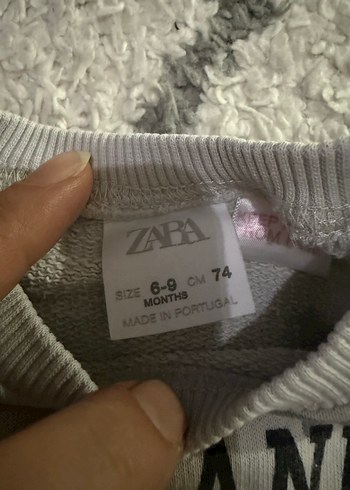 ZARA
SIZE 6-9 MONTHS CM 74
MADE IN PORTUGAL